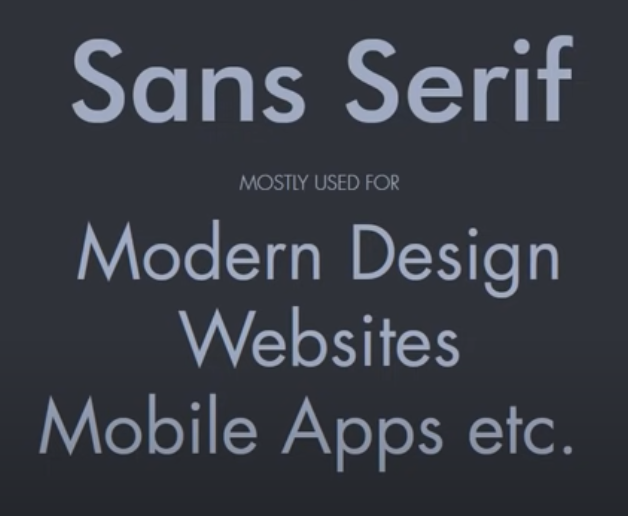 Sans Serif
MOSTLY USED FOR
Modern Design
Websites
Mobile Apps etc.